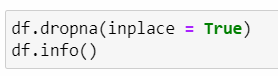 df.dropna(inplace = True)
df.info()